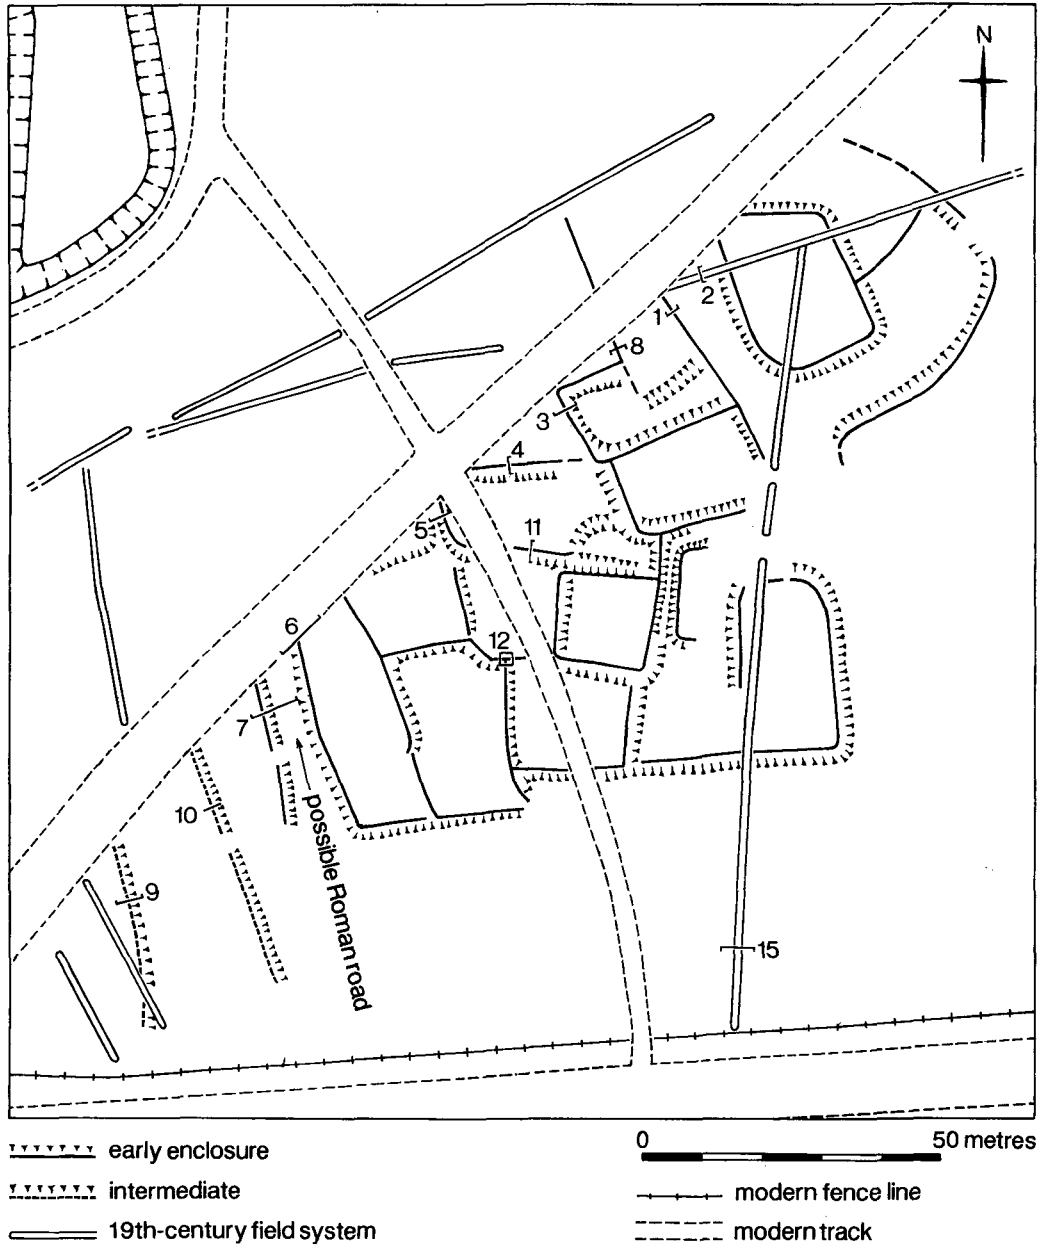 N
2
1
8
3
4
5
11
6
12
7
possible Roman road
10
9
15
early enclosure
intermediate
19th-century field system
0 50 metres
modern fence line
modern track